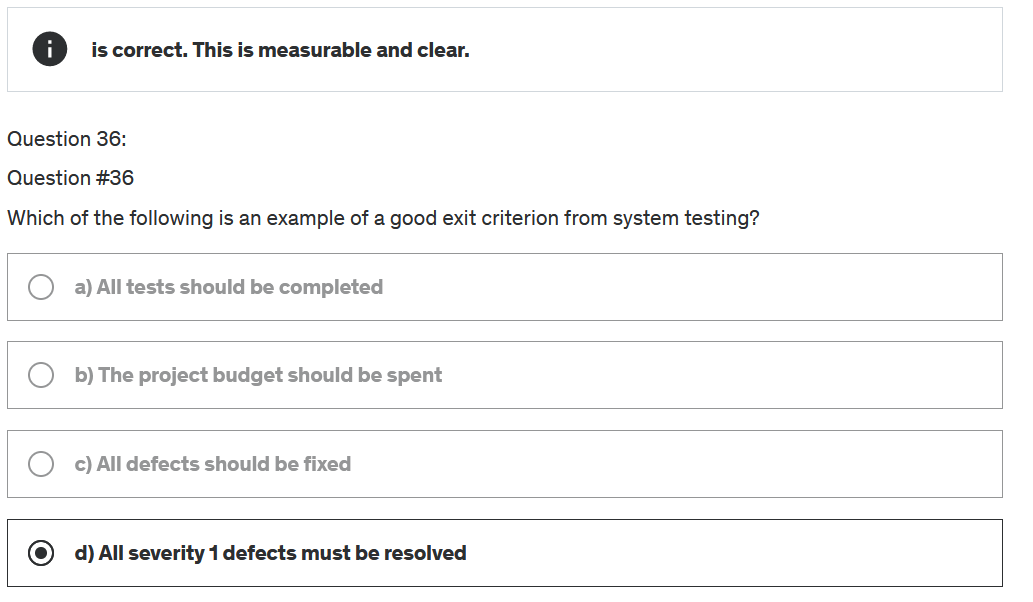 is correct. This is measurable and clear.
Question 36:
Question #36
Which of the following is an example of a good exit criterion from system testing?
a) All tests should be completed
b) The project budget should be spent
c) All defects should be fixed
d) All severity 1 defects must be resolved